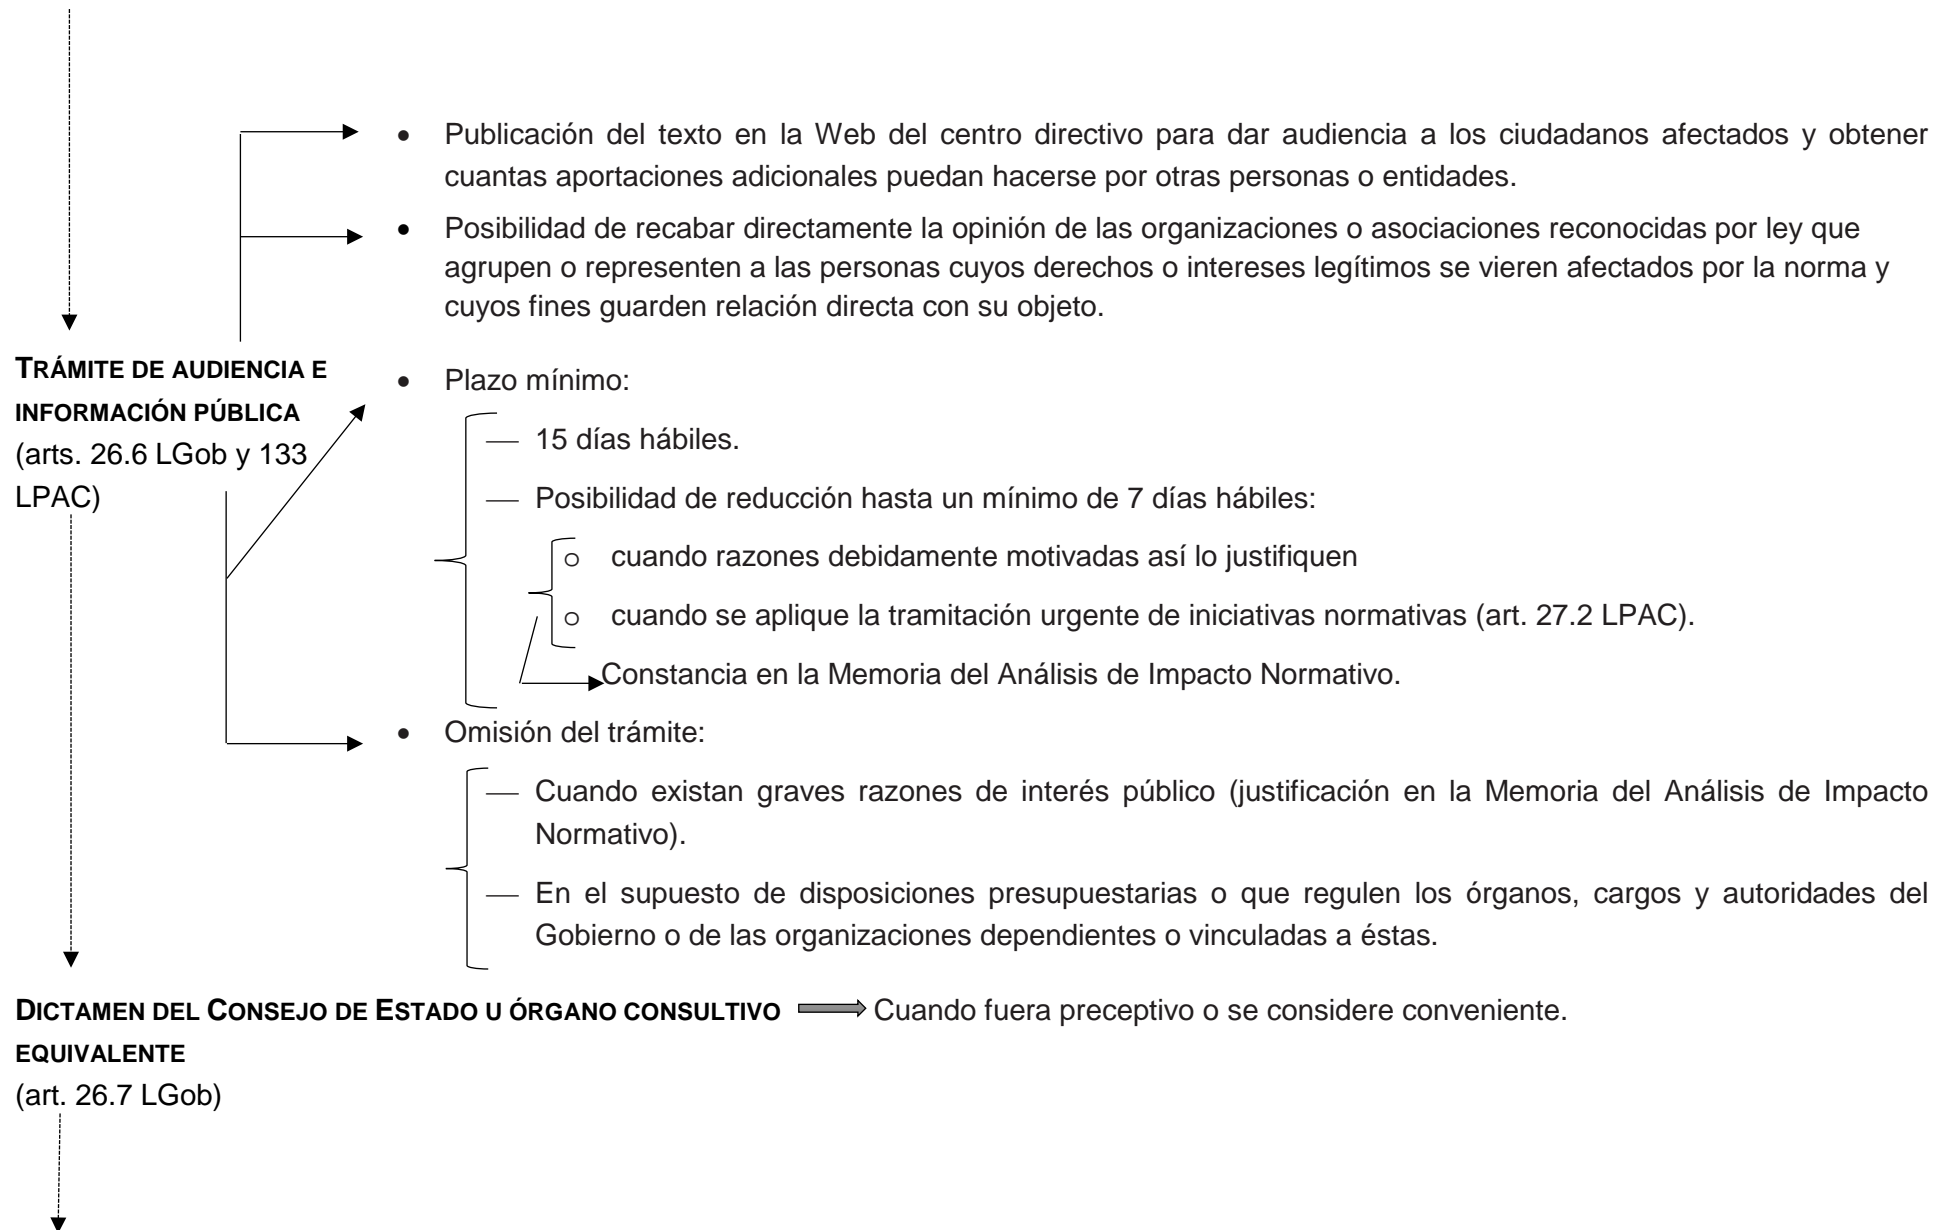 • Publicación del texto en la Web del centro directivo para dar audiencia a los ciudadanos afectados y obtener
cuantas aportaciones adicionales puedan hacerse por otras personas o entidades.
• Posibilidad de recabar directamente la opinión de las organizaciones o asociaciones reconocidas por ley que
agrupen o representen a las personas cuyos derechos o intereses legítimos se vieren afectados por la norma y
cuyos fines guarden relación directa con su objeto.
TRÁMITE DE AUDIENCIA E
INFORMACIÓN PÚBLICA
(arts. 26.6 LGob y 133
LPAC)
• Plazo mínimo:
— 15 días hábiles.
— Posibilidad de reducción hasta un mínimo de 7 días hábiles:
o cuando razones debidamente motivadas así lo justifiquen
o cuando se aplique la tramitación urgente de iniciativas normativas (art. 27.2 LPAC).
Constancia en la Memoria del Análisis de Impacto Normativo.
• Omisión del trámite:
— Cuando existan graves razones de interés público (justificación en la Memoria del Análisis de Impacto
Normativo).
— En el supuesto de disposiciones presupuestarias o que regulen los órganos, cargos y autoridades del
Gobierno o de las organizaciones dependientes o vinculadas a éstas.
DICTAMEN DEL CONSEJO DE ESTADO U ÓRGANO CONSULTIVO
EQUIVALENTE
(art. 26.7 LGob)
Cuando fuera preceptivo o se considere conveniente.